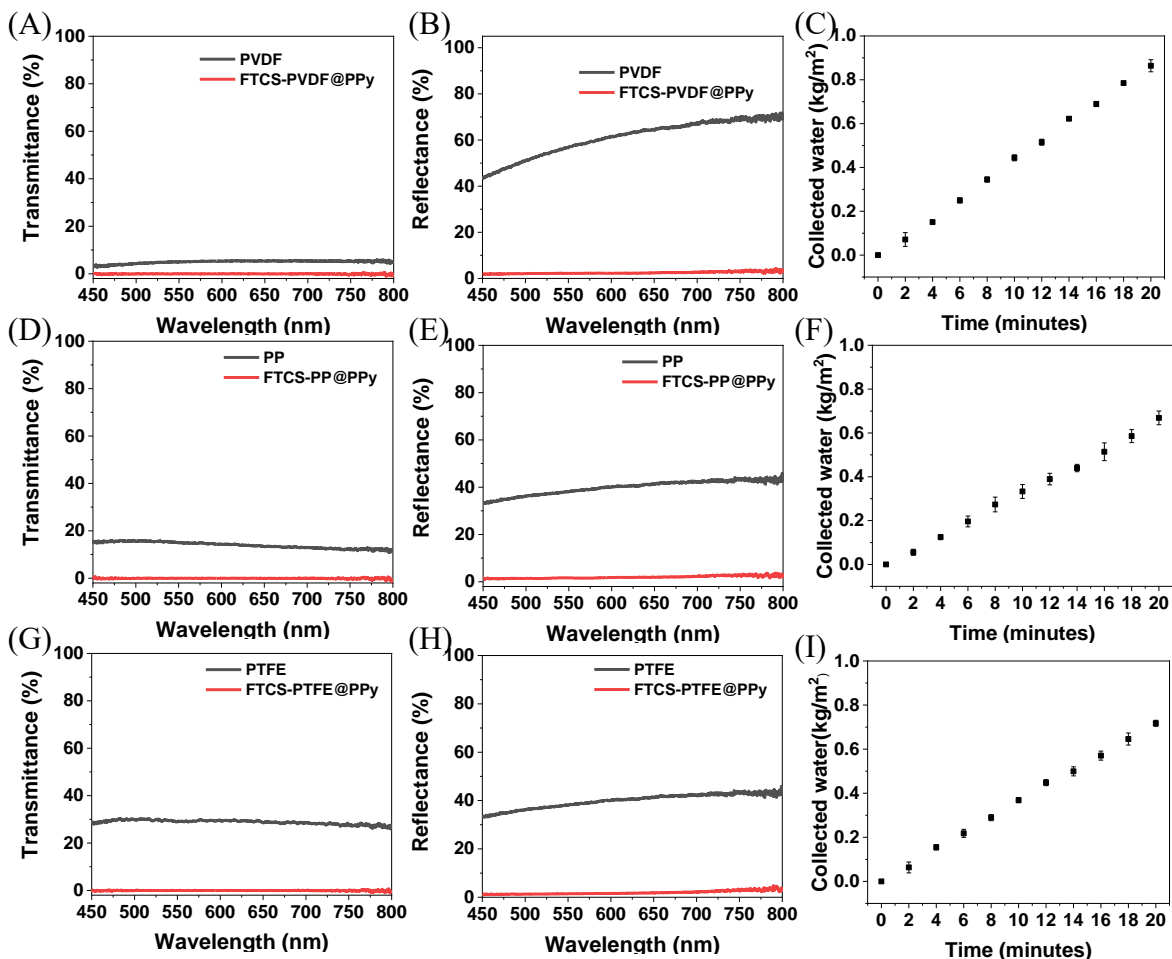 (A)
100
80
60
40
20
0
Transmittance (%)
PVDF
FTCS-PVDF@PPy
450 500 550 600 650 700 750 800
Wavelength (nm)
(B)
100
80
60
40
20
0
Reflectance (%)
PVDF
FTCS-PVDF@PPy
450 500 550 600 650 700 750 800
Wavelength (nm)
(C)
1.0
0.8
0.6
0.4
0.2
0.0
Collected water (kg/m²)
0 2 4 6 8 10 12 14 16 18 20
Time (minutes)
(D)
100
80
60
40
20
0
Transmittance (%)
PP
FTCS-PP@PPy
450 500 550 600 650 700 750 800
Wavelength (nm)
(E)
100
80
60
40
20
0
Reflectance (%)
PP
FTCS-PP@PPy
450 500 550 600 650 700 750 800
Wavelength (nm)
(F)
1.0
0.8
0.6
0.4
0.2
0.0
Collected water (kg/m²)
0 2 4 6 8 10 12 14 16 18 20
Time (minutes)
(G)
100
80
60
40
20
0
Transmittance (%)
PTFE
FTCS-PTFE@PPy
450 500 550 600 650 700 750 800
Wavelength (nm)
(H)
100
80
60
40
20
0
Reflectance (%)
PTFE
FTCS-PTFE@PPy
450 500 550 600 650 700 750 800
Wavelength (nm)
(I)
1.0
0.8
0.6
0.4
0.2
0.0
Collected water(kg/m²)
0 2 4 6 8 10 12 14 16 18 20
Time (minutes)